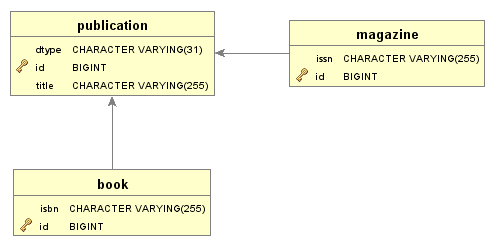 publication
dtype CHARACTER VARYING(31)
id BIGINT
title CHARACTER VARYING(255)
magazine
issn CHARACTER VARYING(255)
id BIGINT
book
isbn CHARACTER VARYING(255)
id BIGINT